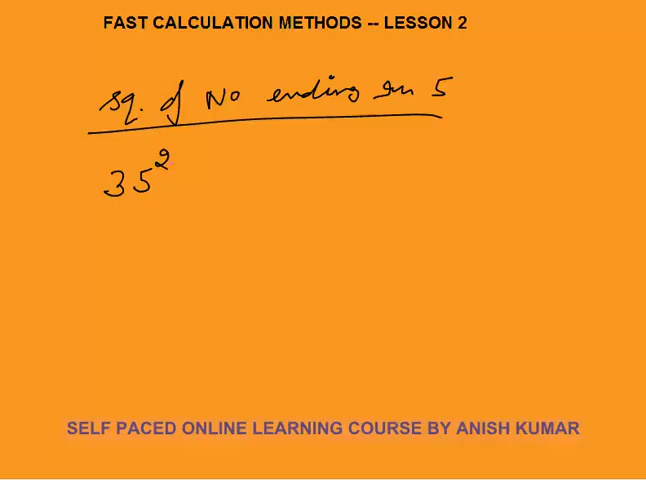 FAST CALCULATION METHODS -- LESSON 2
Sq. of No ending in 5
35²
SELF PACED ONLINE LEARNING COURSE BY ANISH KUMAR